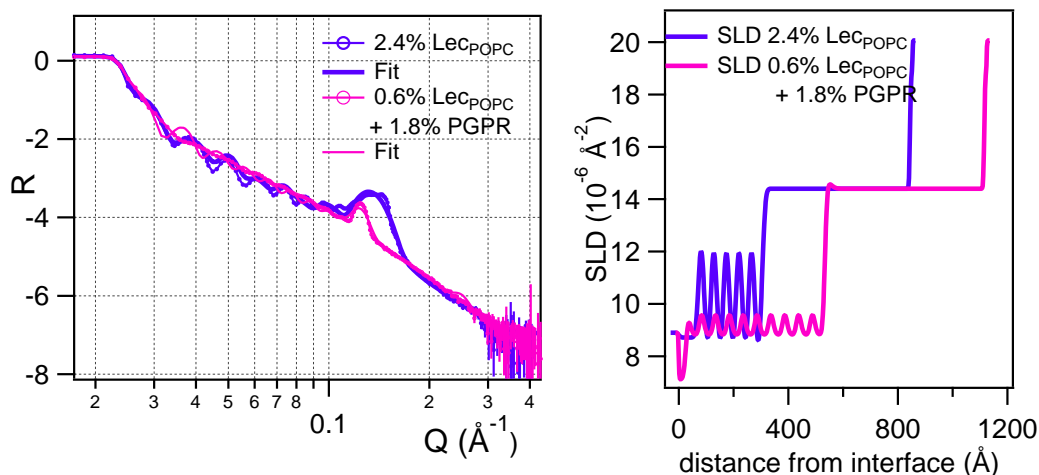 2.4% Lec_POPC
Fit
0.6% Lec_POPC
+ 1.8% PGPR
Fit
0
-2
-4
-6
-8
R
2 3 4 5 6 7 8 0.1 2 3 4
Q (Å⁻¹)
SLD 2.4% Lec_POPC
SLD 0.6% Lec_POPC
+ 1.8% PGPR
20
18
16
14
12
10
8
SLD (10⁻⁶ Å⁻²)
0 400 800 1200
distance from interface (Å)